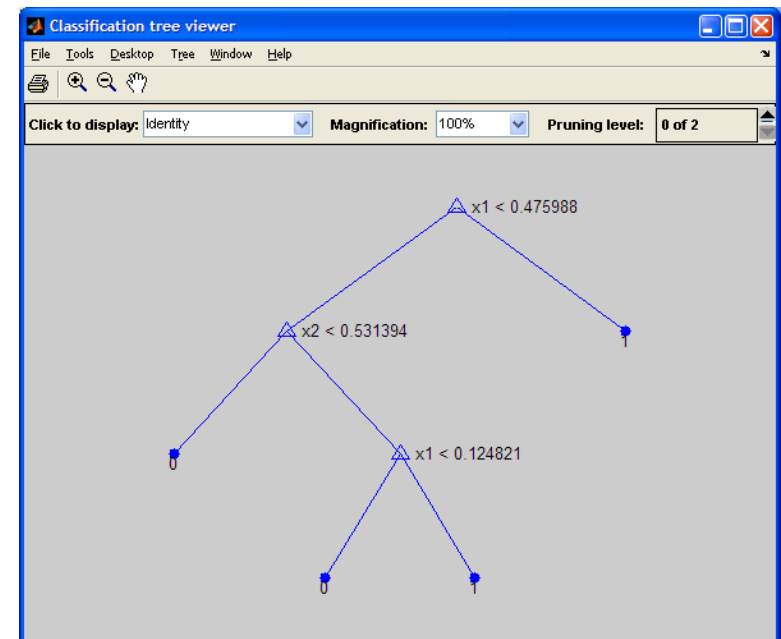 Classification tree viewer
File Tools Desktop Tree Window Help
Click to display: Identity Magnification: 100% Pruning level: 0 of 2
x1 < 0.475988
x2 < 0.531394
1
0
x1 < 0.124821
0
1